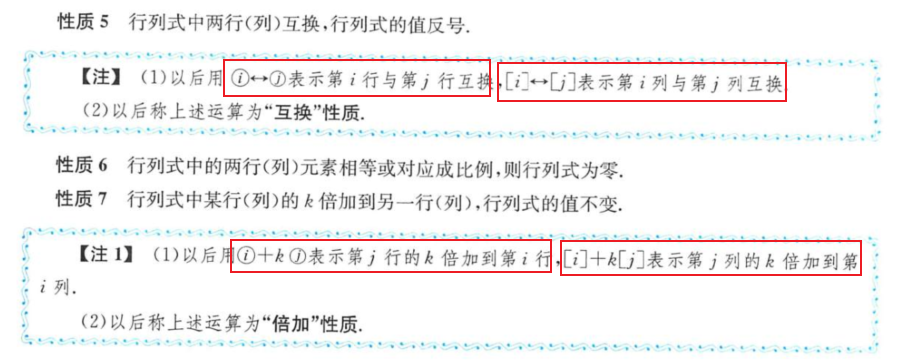 性质 5 行列式中两行(列)互换,行列式的值反号.
【注】 (1)以后用ⓘ↔ⓙ表示第 i 行与第 j 行互换,[i]↔[j]表示第 i 列与第 j 列互换.
(2)以后称上述运算为“互换”性质.
性质 6 行列式中的两行(列)元素相等或对应成比例,则行列式为零.
性质 7 行列式中某行(列)的 k 倍加到另一行(列),行列式的值不变.
【注 1】 (1)以后用ⓘ+k ⓙ表示第 j 行的 k 倍加到第 i 行,[i]+k[j]表示第 j 列的 k 倍加到第
i 列.
(2)以后称上述运算为“倍加”性质.